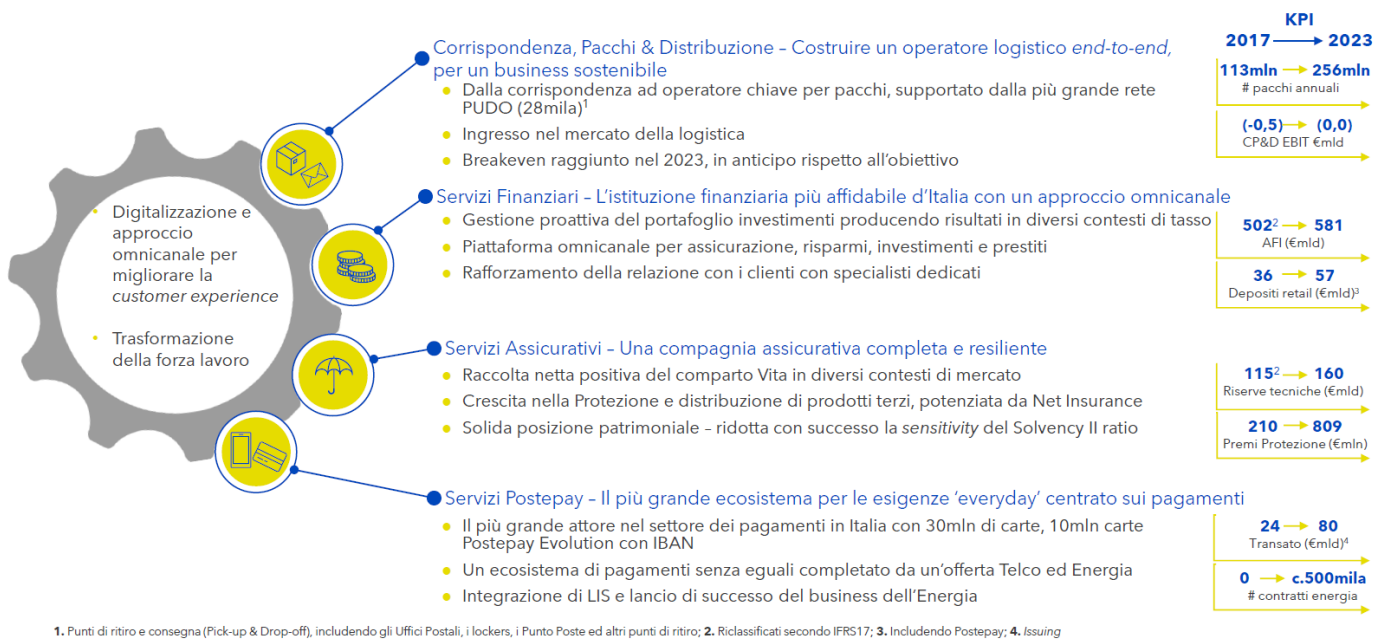 KPI
2017 2023
Corrispondenza, Pacchi & Distribuzione – Costruire un operatore logistico end-to-end,
per un business sostenibile
Dalla corrispondenza ad operatore chiave per pacchi, supportato dalla più grande rete
PUDO (28mila)¹
Ingresso nel mercato della logistica
Breakeven raggiunto nel 2023, in anticipo rispetto all'obiettivo
113mln 256mln
# pacchi annuali
(-0,5) (0,0)
CP&D EBIT €mld
Digitalizzazione e
approccio
omnicanale per
migliorare la
customer experience
Trasformazione
della forza lavoro
Servizi Finanziari – L'istituzione finanziaria più affidabile d'Italia con un approccio omnicanale
Gestione proattiva del portafoglio investimenti producendo risultati in diversi contesti di tasso
Piattaforma omnicanale per assicurazione, risparmi, investimenti e prestiti
Rafforzamento della relazione con i clienti con specialisti dedicati
502² 581
AFI (€mld)
36 57
Depositi retail (€mld)³
Servizi Assicurativi – Una compagnia assicurativa completa e resiliente
Raccolta netta positiva del comparto Vita in diversi contesti di mercato
Crescita nella Protezione e distribuzione di prodotti terzi, potenziata da Net Insurance
Solida posizione patrimoniale – ridotta con successo la sensitivity del Solvency II ratio
115² 160
Riserve tecniche (€mld)
210 809
Premi Protezione (€mln)
Servizi Postepay – Il più grande ecosistema per le esigenze 'everyday' centrato sui pagamenti
Il più grande attore nel settore dei pagamenti in Italia con 30mln di carte, 10mln carte
Postepay Evolution con IBAN
Un ecosistema di pagamenti senza eguali completato da un'offerta Telco ed Energia
Integrazione di LIS e lancio di successo del business dell'Energia
24 80
Transato (€mld)⁴
0 c.500mila
# contratti energia
1. Punti di ritiro e consegna (Pick-up & Drop-off), includendo gli Uffici Postali, i lockers, i Punto Poste ed altri punti di ritiro; 2. Riclassificati secondo IFRS17; 3. Includendo Postepay; 4. Issuing